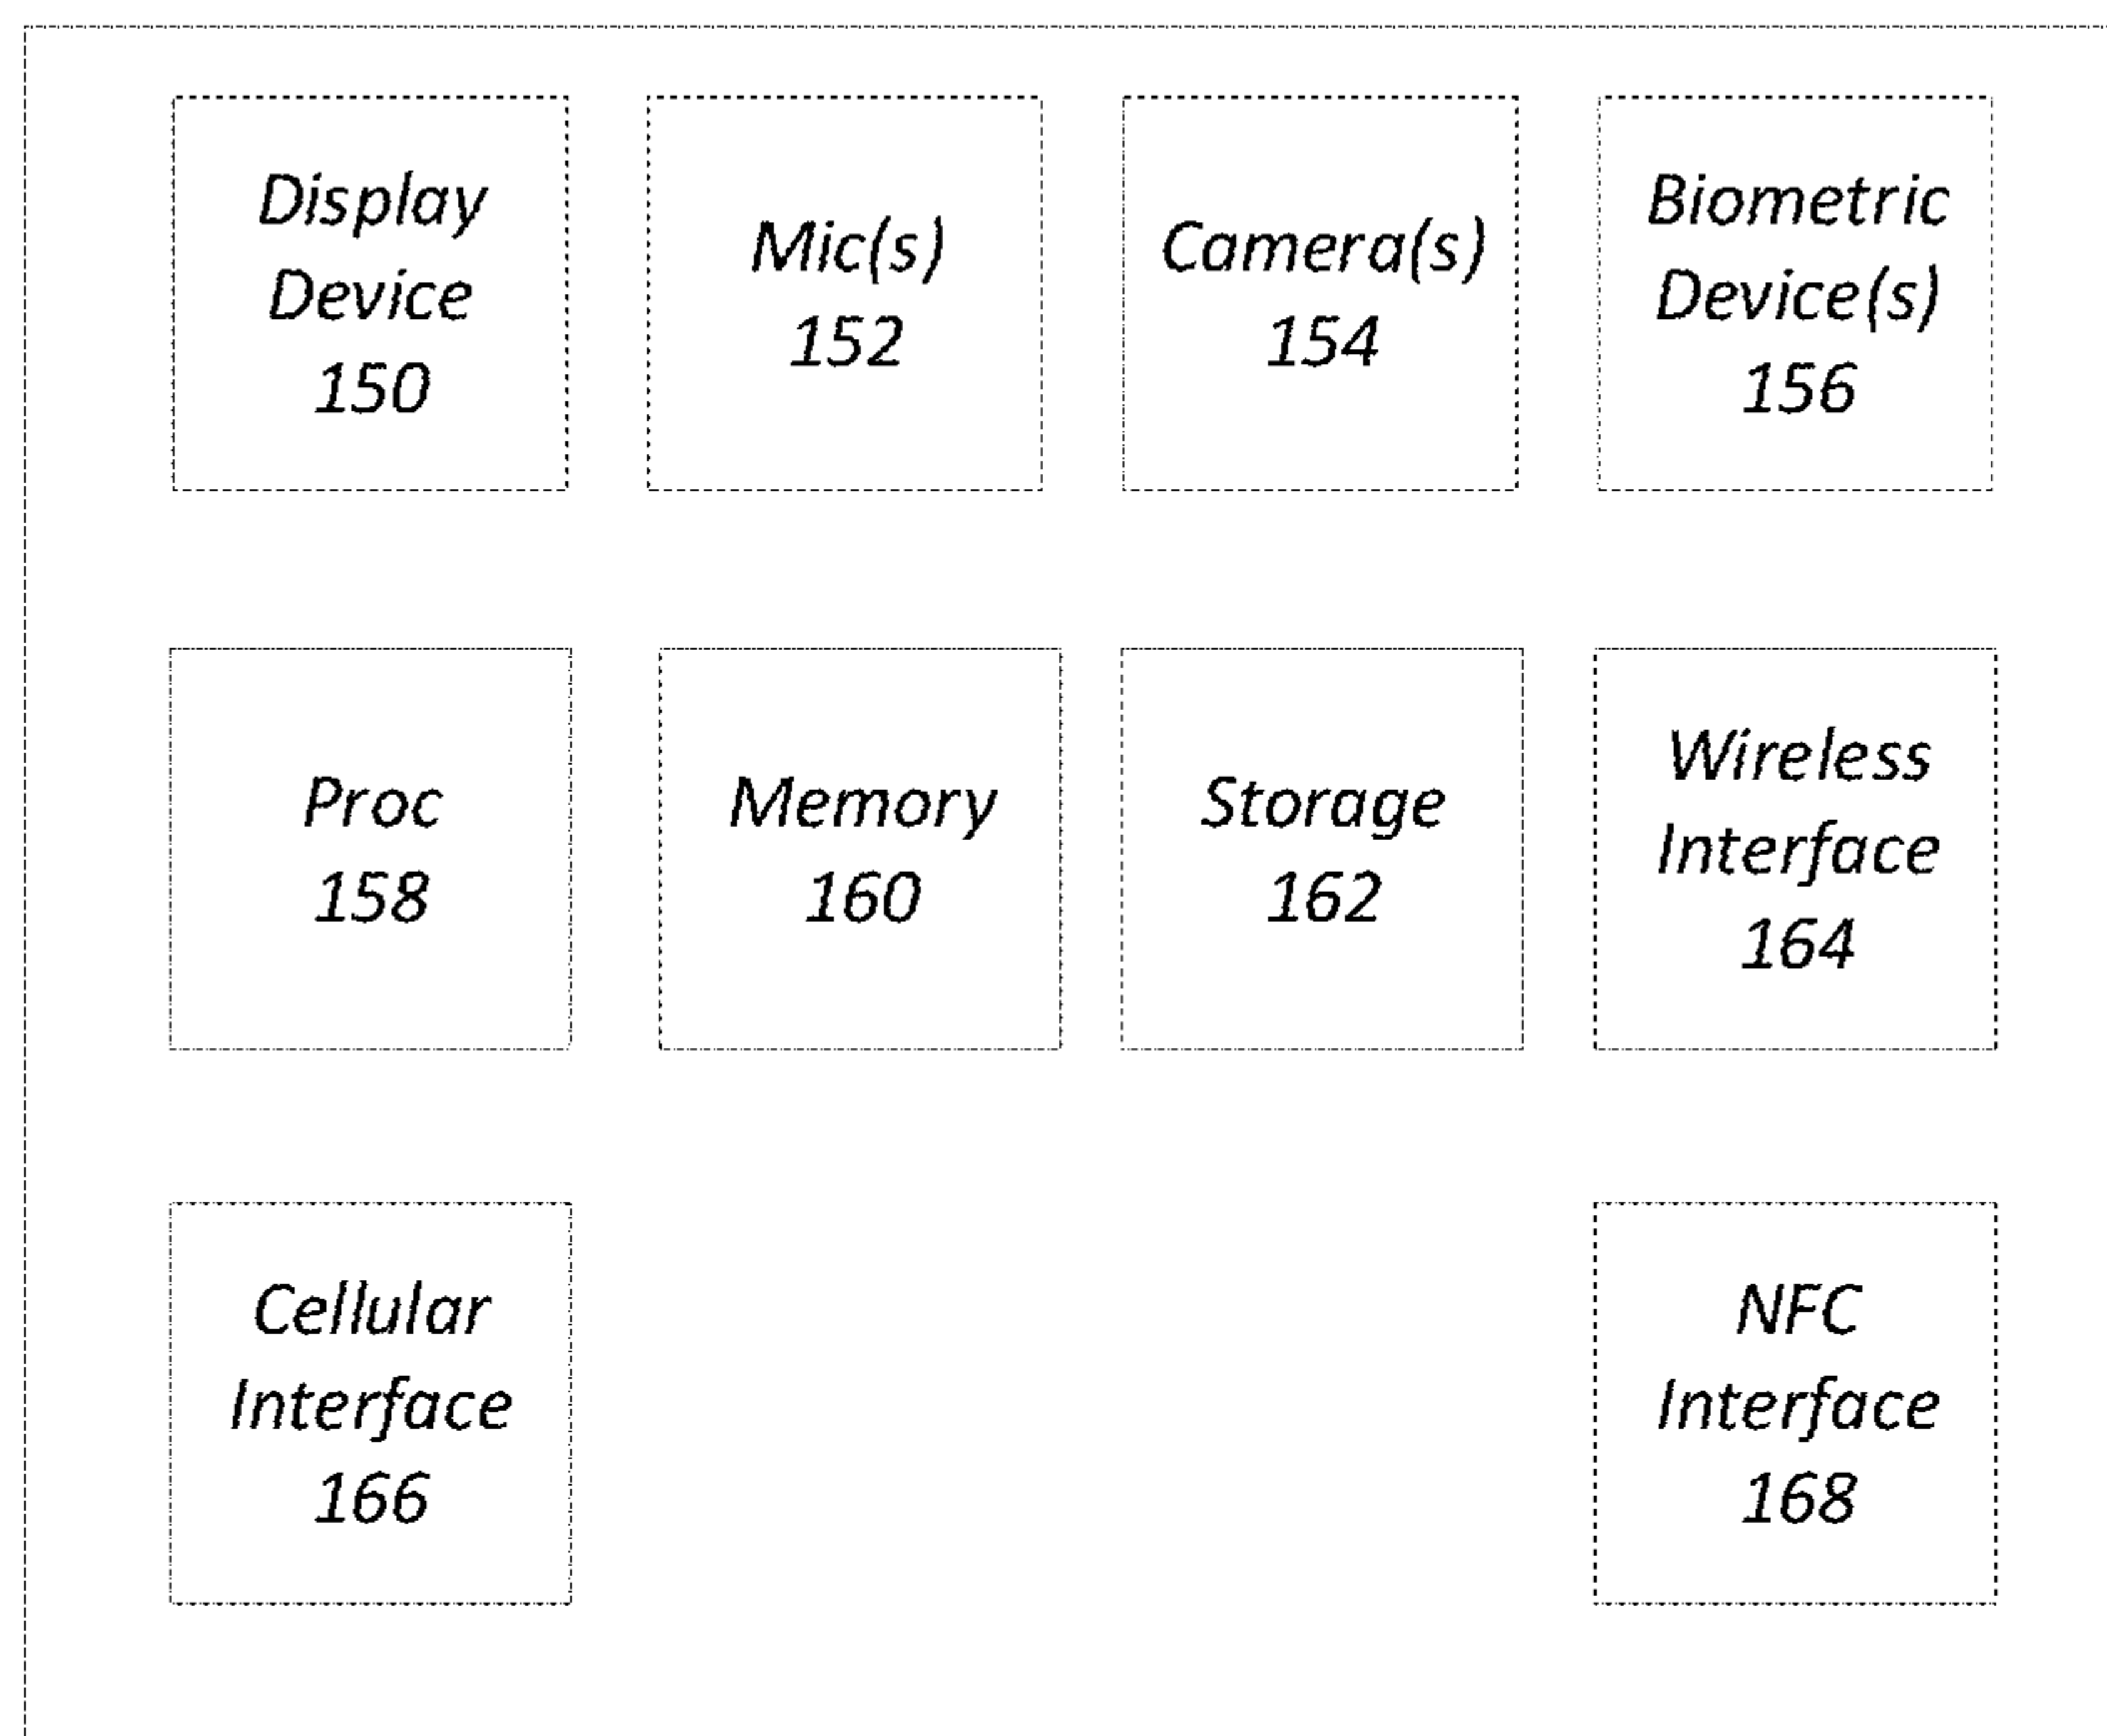 Display
Device
150
Mic(s)
152
Camera(s)
154
Biometric
Device(s)
156
Proc
158
Memory
160
Storage
162
Wireless
Interface
164
Cellular
Interface
166
NFC
Interface
168